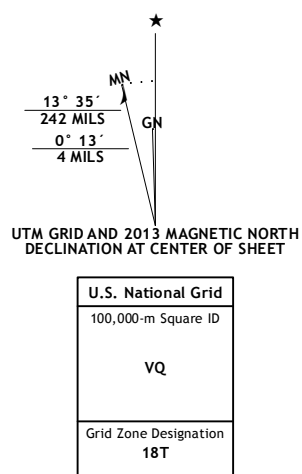 MN
13° 35´
242 MILS
GN
0° 13´
4 MILS
UTM GRID AND 2013 MAGNETIC NORTH
DECLINATION AT CENTER OF SHEET
U.S. National Grid
100,000-m Square ID
VQ
Grid Zone Designation
18T